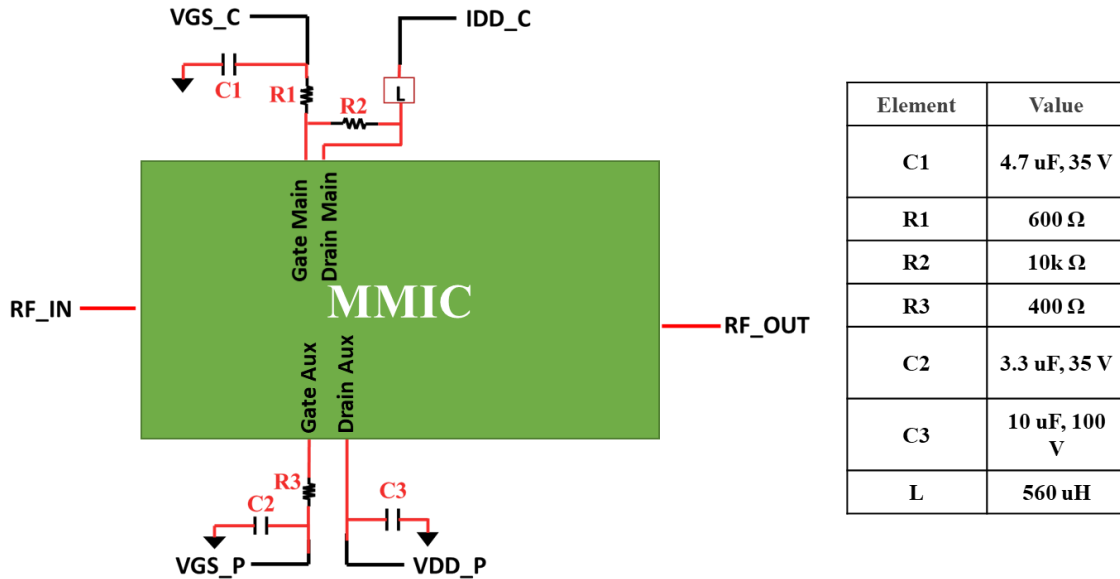 VGS_C
IDD_C
C1
R1
R2
L
Gate Main
Drain Main
MMIC
RF_IN
RF_OUT
Gate Aux
Drain Aux
R3
C2
C3
VGS_P
VDD_P
Element Value
C1 4.7 uF, 35 V
R1 600 Ω
R2 10k Ω
R3 400 Ω
C2 3.3 uF, 35 V
C3 10 uF, 100
V
L 560 uH